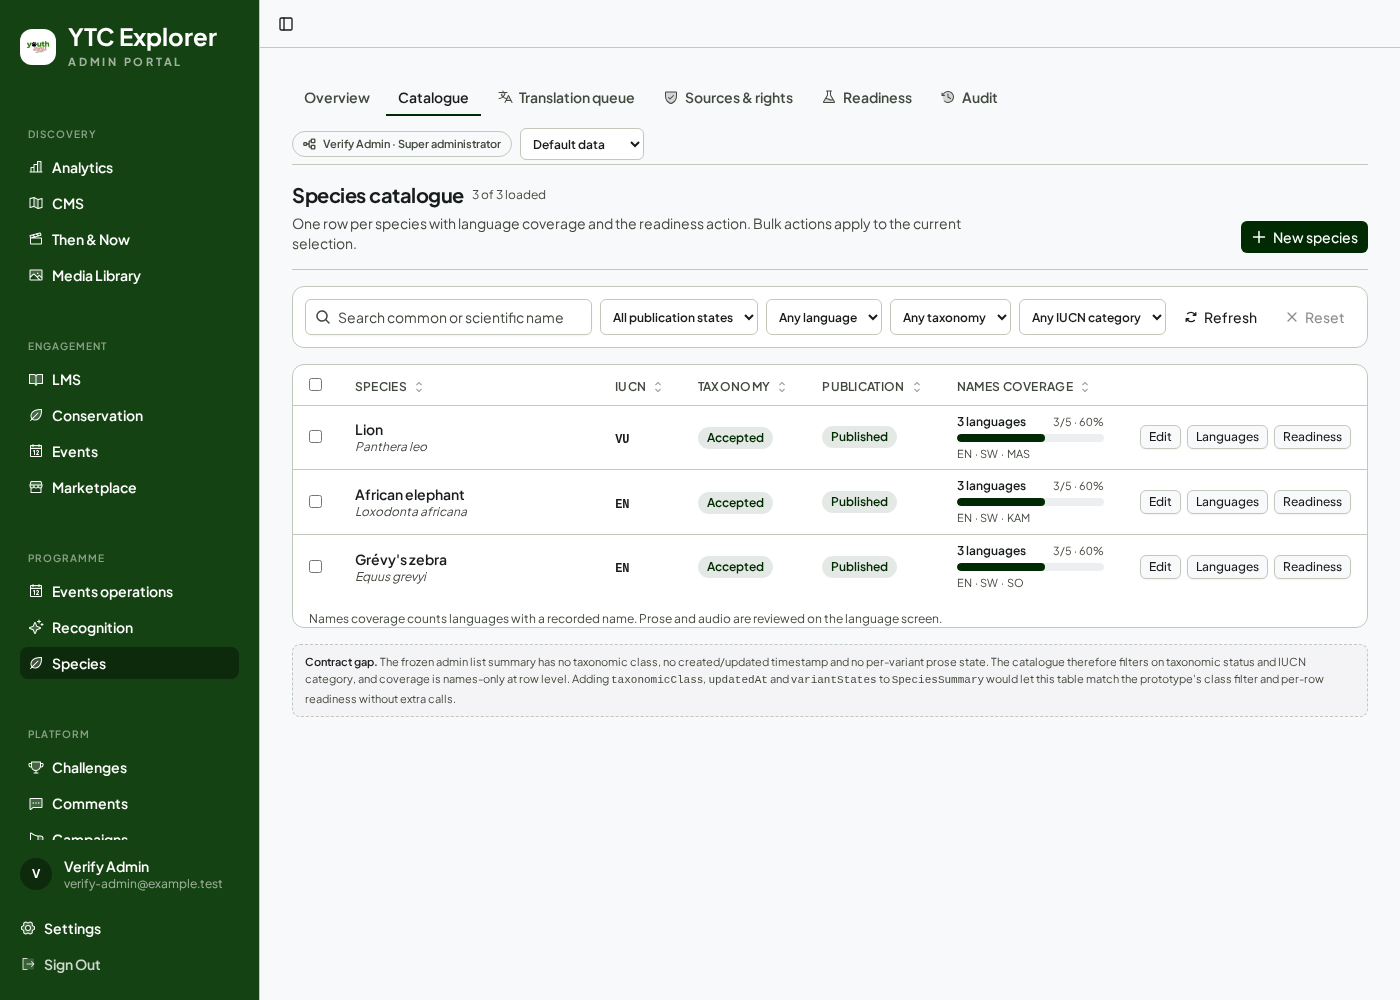 youth
YTC Explorer
ADMIN PORTAL
DISCOVERY
Analytics
CMS
Then & Now
Media Library
ENGAGEMENT
LMS
Conservation
Events
Marketplace
PROGRAMME
Events operations
Recognition
Species
PLATFORM
Challenges
Comments
Campaigns
V
Verify Admin
verify-admin@example.test
Settings
Sign Out
Overview
Catalogue
Translation queue
Sources & rights
Readiness
Audit
Verify Admin · Super administrator
Default data
Species catalogue 3 of 3 loaded
One row per species with language coverage and the readiness action. Bulk actions apply to the current
selection.
New species
Search common or scientific name
All publication states
Any language
Any taxonomy
Any IUCN category
Refresh
Reset
SPECIES IUCN TAXONOMY PUBLICATION NAMES COVERAGE
Lion
Panthera leo
VU
Accepted
Published
3 languages 3/5 · 60%
EN · SW · MAS
Edit Languages Readiness
African elephant
Loxodonta africana
EN
Accepted
Published
3 languages 3/5 · 60%
EN · SW · KAM
Edit Languages Readiness
Grévy's zebra
Equus grevyi
EN
Accepted
Published
3 languages 3/5 · 60%
EN · SW · SO
Edit Languages Readiness
Names coverage counts languages with a recorded name. Prose and audio are reviewed on the language screen.
Contract gap. The frozen admin list summary has no taxonomic class, no created/updated timestamp and no per-variant prose state. The catalogue therefore filters on taxonomic status and IUCN
category, and coverage is names-only at row level. Adding taxonomicClass, updatedAt and variantStates to SpeciesSummary would let this table match the prototype's class filter and per-row
readiness without extra calls.